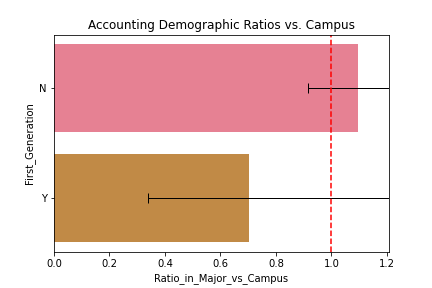 Accounting Demographic Ratios vs. Campus
First_Generation
N
Y
0.0 0.2 0.4 0.6 0.8 1.0 1.2
Ratio_in_Major_vs_Campus